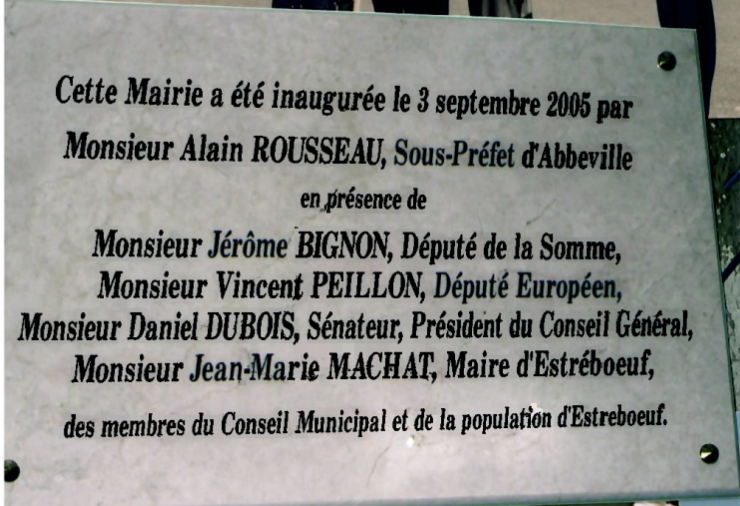 Cette Mairie a été inaugurée le 3 septembre 2005 par
Monsieur Alain ROUSSEAU, Sous-Préfet d'Abbeville
en présence de
Monsieur Jérôme BIGNON, Député de la Somme,
Monsieur Vincent PEILLON, Député Européen,
Monsieur Daniel DUBOIS, Sénateur, Président du Conseil Général,
Monsieur Jean-Marie MACHAT, Maire d'Estréboeuf,
des membres du Conseil Municipal et de la population d'Estreboeuf.